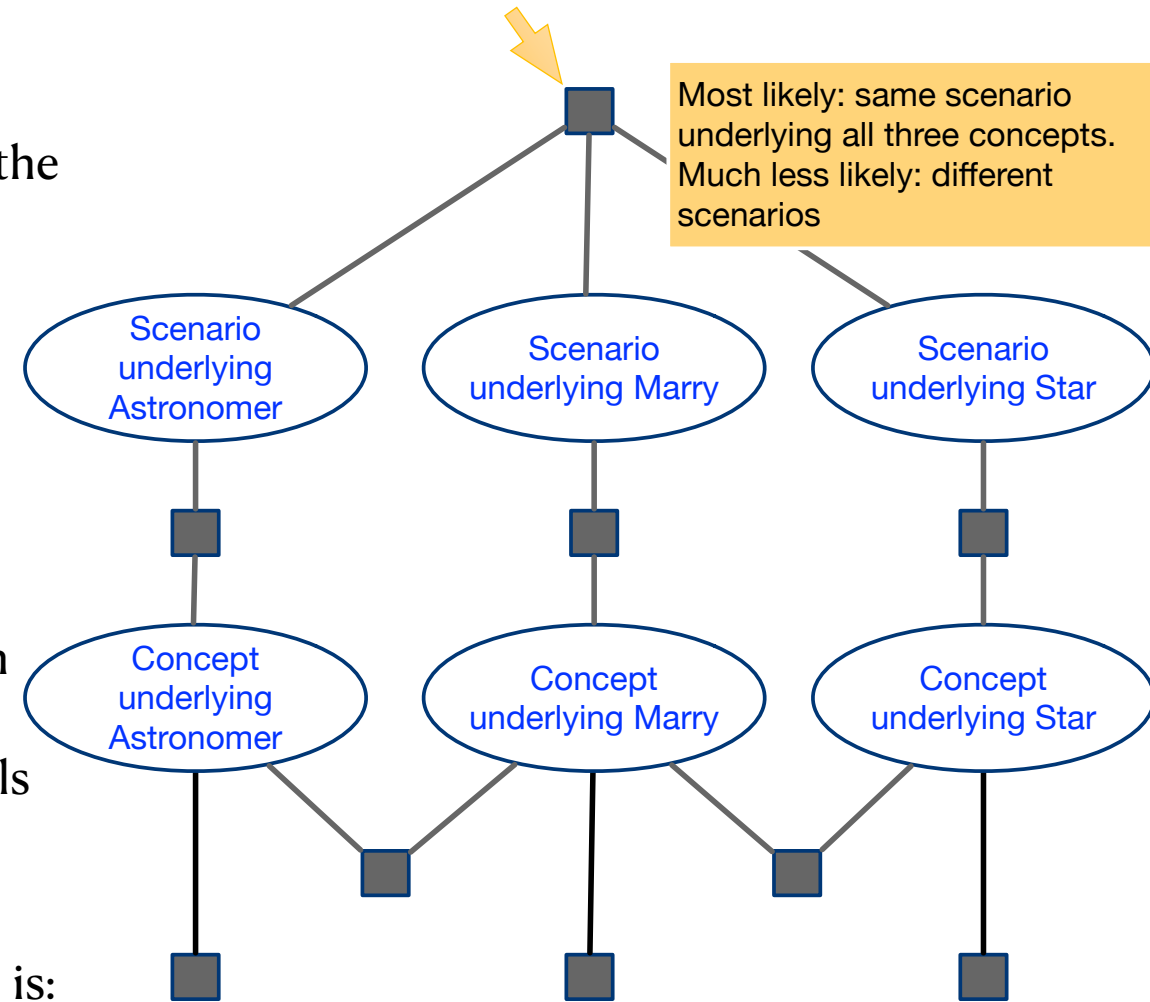 Most likely: same scenario
underlying all three concepts.
Much less likely: different
scenarios
the
Scenario
underlying
Astronomer
Scenario
underlying Marry
Scenario
underlying Star
Concept
underlying
Astronomer
Concept
underlying Marry
Concept
underlying Star
is: